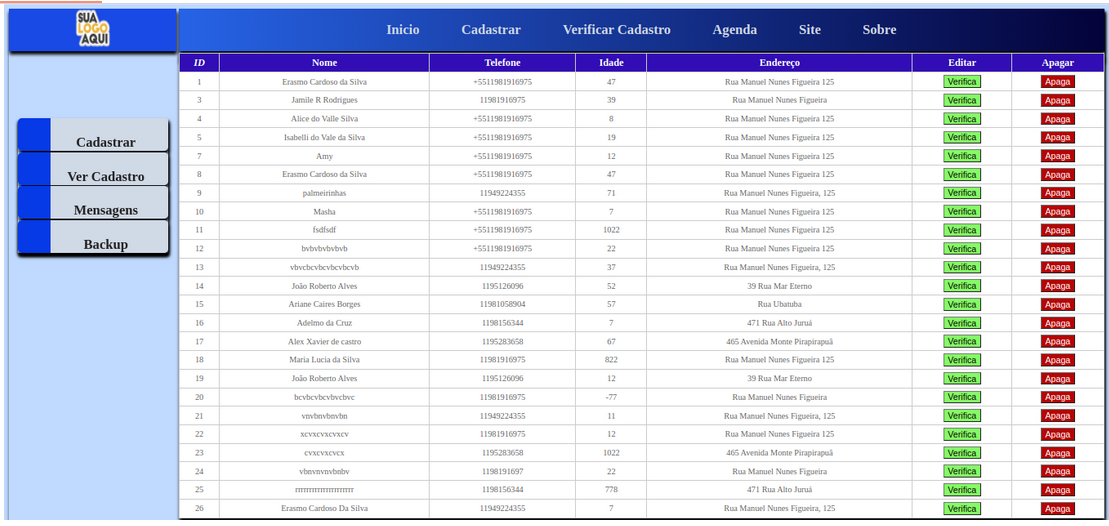 SUA
LOGO
AQUI
Inicio Cadastrar Verificar Cadastro Agenda Site Sobre
Cadastrar
Ver Cadastro
Mensagens
Backup
ID Nome Telefone Idade Endereço Editar Apagar
1 Erasmo Cardoso da Silva +5511981916975 47 Rua Manuel Nunes Figueira 125 Verifica Apaga
3 Jamile R Rodrigues 11981916975 39 Rua Manuel Nunes Figueira Verifica Apaga
4 Alice do Valle Silva +5511981916975 8 Rua Manuel Nunes Figueira 125 Verifica Apaga
5 Isabelli do Vale da Silva +5511981916975 19 Rua Manuel Nunes Figueira 125 Verifica Apaga
7 Amy +5511981916975 12 Rua Manuel Nunes Figueira 125 Verifica Apaga
8 Erasmo Cardoso da Silva +5511981916975 47 Rua Manuel Nunes Figueira 125 Verifica Apaga
9 palmeirinhas 11949224355 71 Rua Manuel Nunes Figueira, 125 Verifica Apaga
10 Masha +5511981916975 7 Rua Manuel Nunes Figueira 125 Verifica Apaga
11 fsdfsdf +5511981916975 1022 Rua Manuel Nunes Figueira 125 Verifica Apaga
12 bvbvbvbvbvb +5511981916975 22 Rua Manuel Nunes Figueira 125 Verifica Apaga
13 vbvcbcvbcvbcvbcvb 11949224355 37 Rua Manuel Nunes Figueira, 125 Verifica Apaga
14 João Roberto Alves 1195126096 52 39 Rua Mar Eterno Verifica Apaga
15 Ariane Caires Borges 11981058904 57 Rua Ubatuba Verifica Apaga
16 Adelmo da Cruz 1198156344 7 471 Rua Alto Juruá Verifica Apaga
17 Alex Xavier de castro 1195283658 67 465 Avenida Monte Pirapirapuã Verifica Apaga
18 Maria Lucia da Silva 11981916975 822 Rua Manuel Nunes Figueira 125 Verifica Apaga
19 João Roberto Alves 1195126096 12 39 Rua Mar Eterno Verifica Apaga
20 bcvbcvbcvbcvbcvc 11981916975 -77 Rua Manuel Nunes Figueira Verifica Apaga
21 vnvbnvbnvbn 11949224355 11 Rua Manuel Nunes Figueira, 125 Verifica Apaga
22 xcvxcvxcvxcv 11981916975 12 Rua Manuel Nunes Figueira 125 Verifica Apaga
23 cvxcvxcvcx 1195283658 1022 465 Avenida Monte Pirapirapuã Verifica Apaga
24 vbnvnvnvbnbv 1198191697 22 Rua Manuel Nunes Figueira Verifica Apaga
25 1198156344 778 471 Rua Alto Juruá Verifica Apaga
26 Erasmo Cardoso Da Silva 11949224355 7 Rua Manuel Nunes Figueira, 125 Verifica Apaga